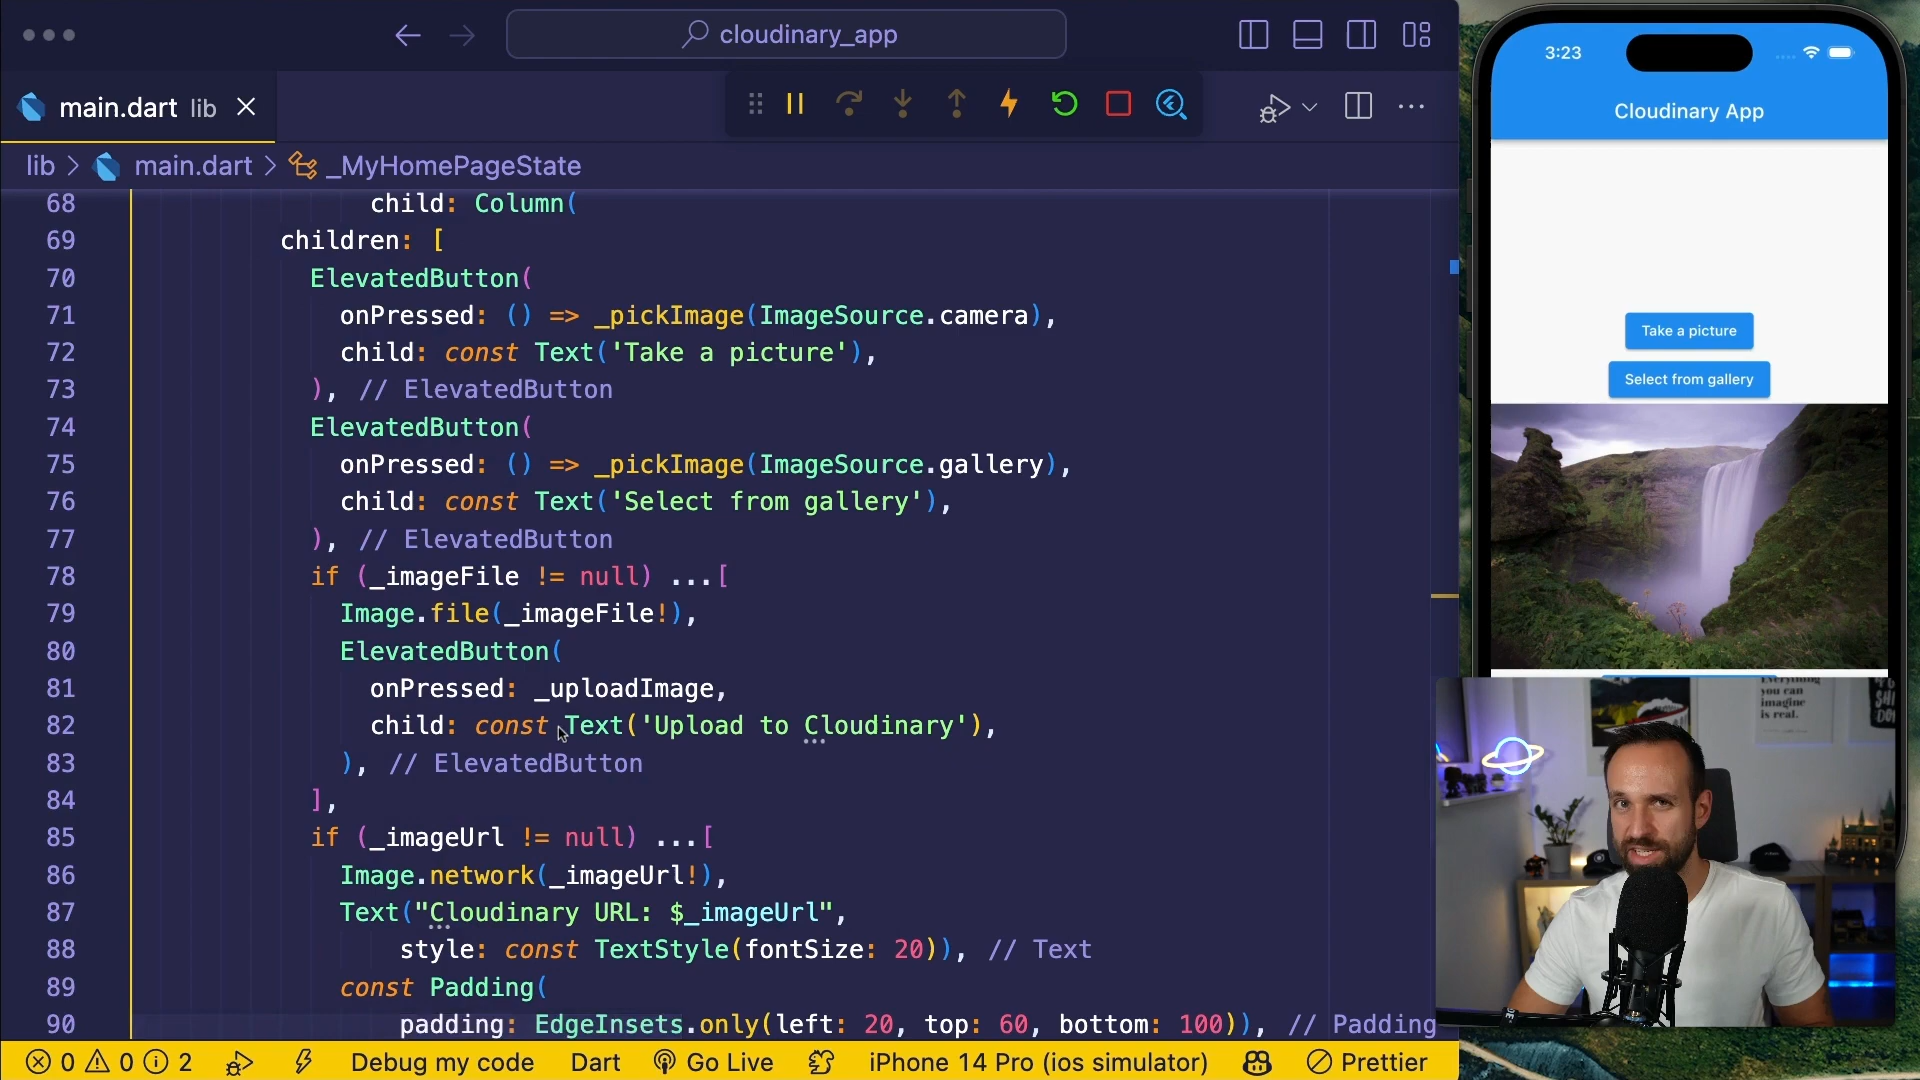 cloudinary_app
main.dart lib
lib > main.dart > _MyHomePageState
68 child: Column(
69 children: [
70 ElevatedButton(
71 onPressed: () => _pickImage(ImageSource.camera),
72 child: const Text('Take a picture'),
73 ), // ElevatedButton
74 ElevatedButton(
75 onPressed: () => _pickImage(ImageSource.gallery),
76 child: const Text('Select from gallery'),
77 ), // ElevatedButton
78 if (_imageFile != null) ...[
79 Image.file(_imageFile!),
80 ElevatedButton(
81 onPressed: _uploadImage,
82 child: const Text('Upload to Cloudinary'),
83 ), // ElevatedButton
84 ],
85 if (_imageUrl != null) ...[
86 Image.network(_imageUrl!),
87 Text("Cloudinary URL: $_imageUrl",
88 style: const TextStyle(fontSize: 20)), // Text
89 const Padding(
90 padding: EdgeInsets.only(left: 20, top: 60, bottom: 100)), // Padding
0 0 2 Debug my code Dart Go Live iPhone 14 Pro (ios simulator) Prettier
3:23
Cloudinary App
Take a picture
Select from gallery
Everything
you can
imagine
is real.